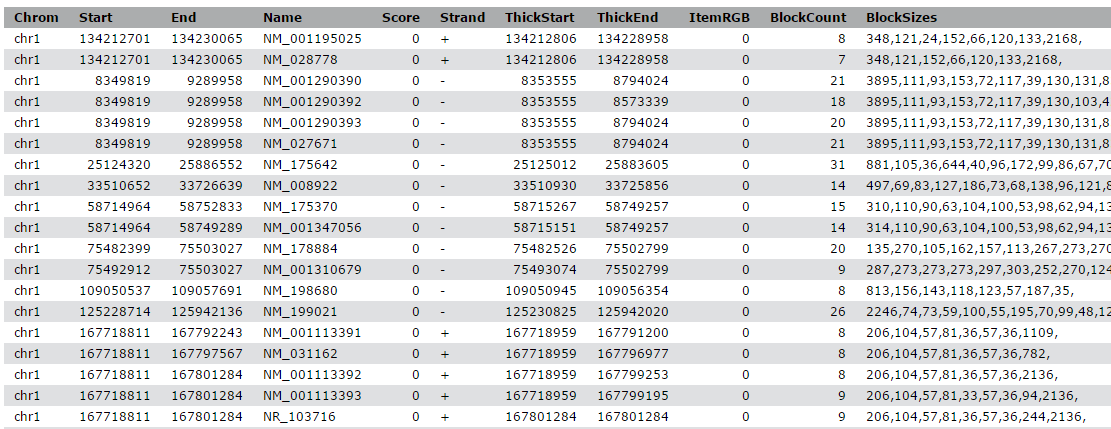 Chrom Start End Name Score Strand ThickStart ThickEnd ItemRGB BlockCount BlockSizes
chr1 134212701 134230065 NM_001195025 0 + 134212806 134228958 0 8 348,121,24,152,66,120,133,2168,
chr1 134212701 134230065 NM_028778 0 + 134212806 134228958 0 7 348,121,152,66,120,133,2168,
chr1 8349819 9289958 NM_001290390 0 - 8353555 8794024 0 21 3895,111,93,153,72,117,39,130,131,8
chr1 8349819 9289958 NM_001290392 0 - 8353555 8573339 0 18 3895,111,93,153,72,117,39,130,103,4
chr1 8349819 9289958 NM_001290393 0 - 8353555 8794024 0 20 3895,111,93,153,72,117,39,130,131,8
chr1 8349819 9289958 NM_027671 0 - 8353555 8794024 0 21 3895,111,93,153,72,117,39,130,131,8
chr1 25124320 25886552 NM_175642 0 - 25125012 25883605 0 31 881,105,36,644,40,96,172,99,86,67,70
chr1 33510652 33726639 NM_008922 0 - 33510930 33725856 0 14 497,69,83,127,186,73,68,138,96,121,8
chr1 58714964 58752833 NM_175370 0 - 58715267 58749257 0 15 310,110,90,63,104,100,53,98,62,94,13
chr1 58714964 58749289 NM_001347056 0 - 58715151 58749257 0 14 314,110,90,63,104,100,53,98,62,94,13
chr1 75482399 75503027 NM_178884 0 - 75482526 75502799 0 20 135,270,105,162,157,113,267,273,270
chr1 75492912 75503027 NM_001310679 0 - 75493074 75502799 0 9 287,273,273,273,297,303,252,270,124
chr1 109050537 109057691 NM_198680 0 - 109050945 109056354 0 8 813,156,143,118,123,57,187,35,
chr1 125228714 125942136 NM_199021 0 - 125230825 125942020 0 26 2246,74,73,59,100,55,195,70,99,48,12
chr1 167718811 167792243 NM_001113391 0 + 167718959 167791200 0 8 206,104,57,81,36,57,36,1109,
chr1 167718811 167797567 NM_031162 0 + 167718959 167796977 0 8 206,104,57,81,36,57,36,782,
chr1 167718811 167801284 NM_001113392 0 + 167718959 167799253 0 8 206,104,57,81,36,57,36,2136,
chr1 167718811 167801284 NM_001113393 0 + 167718959 167799195 0 9 206,104,57,81,33,57,36,94,2136,
chr1 167718811 167801284 NR_103716 0 + 167801284 167801284 0 9 206,104,57,81,36,57,36,244,2136,